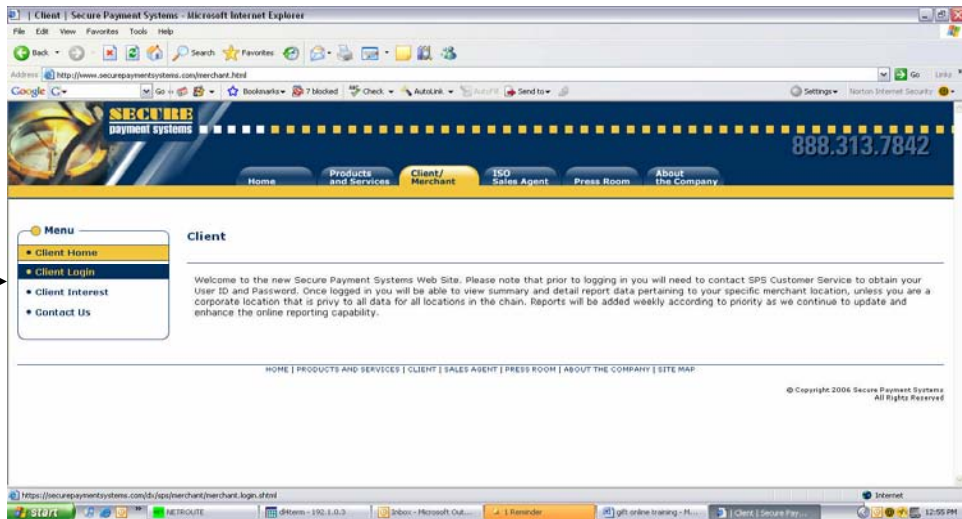 | Client | Secure Payment Systems - Microsoft Internet Explorer
File Edit View Favorites Tools Help
Back Search Favorites
Address http://www.securepaymentsystems.com/merchant.html Go Links »
Google G Go Bookmarks 7 blocked Check AutoLink AutoFill Send to Settings Norton Internet Security
SECURE
payment systems
888.313.7842
Home Products and Services Client/ Merchant ISO Sales Agent Press Room About the Company
Menu
• Client Home
• Client Login
• Client Interest
• Contact Us
Client
Welcome to the new Secure Payment Systems Web Site. Please note that prior to logging in you will need to contact SPS Customer Service to obtain your
User ID and Password. Once logged in you will be able to view summary and detail report data pertaining to your specific merchant location, unless you are a
corporate location that is privy to all data for all locations in the chain. Reports will be added weekly according to priority as we continue to update and
enhance the online reporting capability.
HOME | PRODUCTS AND SERVICES | CLIENT | SALES AGENT | PRESS ROOM | ABOUT THE COMPANY | SITE MAP
© Copyright 2006 Secure Payment Systems
All Rights Reserved
https://securepaymentsystems.com/dx/sps/merchant/merchant.login.shtml Internet
start NETROUTE dHterm - 192.1.0.3 Inbox - Microsoft Out... 1 Reminder gift online training - M... | Client | Secure Pay... 12:55 PM